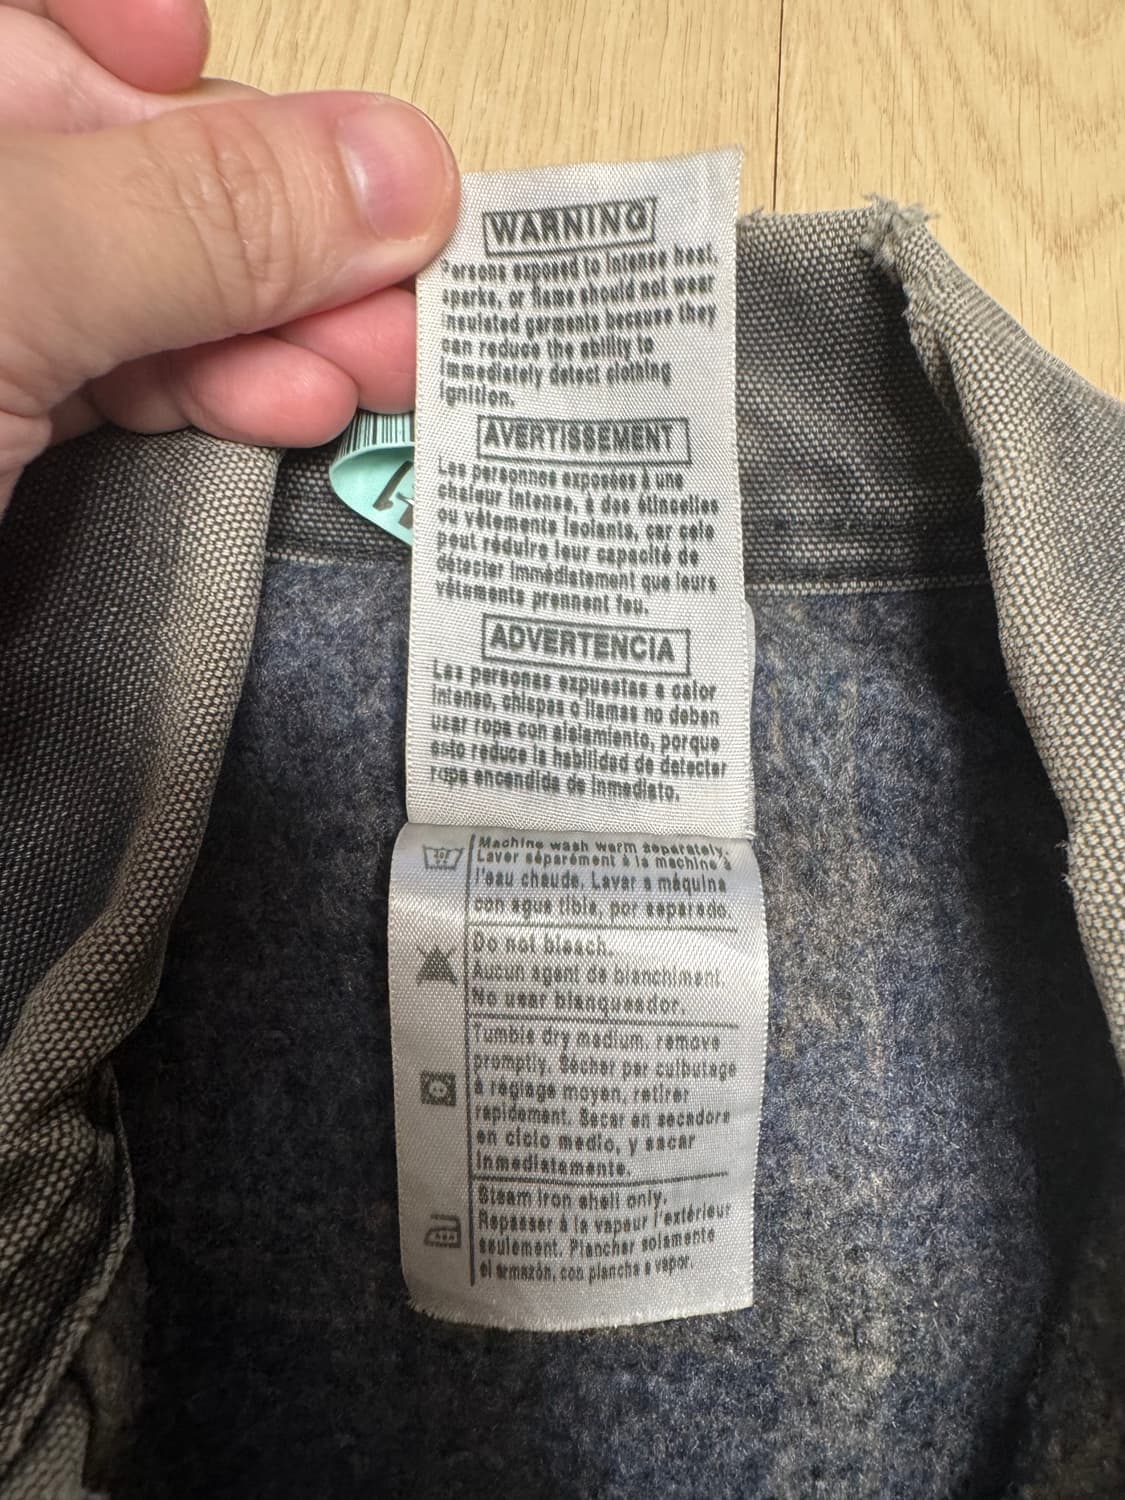 WARNING
Persons exposed to intense heat,
sparks, or flame should not wear
insulated garments because they
can reduce the ability to
immediately detect clothing
ignition.
AVERTISSEMENT
Les personnes exposées à une
chaleur intense, à des étincelles
ou vêtements isolants, car cela
peut réduire leur capacité de
détecter immédiatement que leurs
vêtements prennent feu.
ADVERTENCIA
Las personas expuestas a calor
intenso, chispas o llamas no deben
usar ropa con aislamiento, porque
esto reduce la habilidad de detectar
ropa encendida de inmediato.
Machine wash warm separately.
Laver séparément à la machine à
l'eau chaude. Lavar a máquina
con agua tibia, por separado.
Do not bleach.
Aucun agent de blanchiment.
No usar blanqueador.
Tumble dry medium, remove
promptly. Sécher par culbutage
à réglage moyen, retirer
rapidement. Secar en secadora
en ciclo medio, y sacar
inmediatamente.
Steam iron shell only.
Repasser à la vapeur l'extérieur
seulement. Planchar solamente
el armazón, con plancha a vapor.